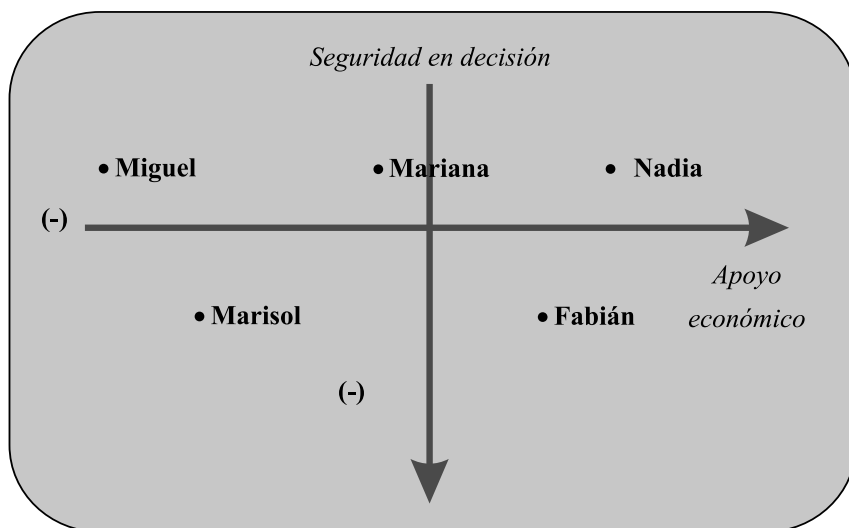 Seguridad en decisión
Miguel
Mariana
Nadia
(-)
Apoyo
económico
Marisol
Fabián
(-)